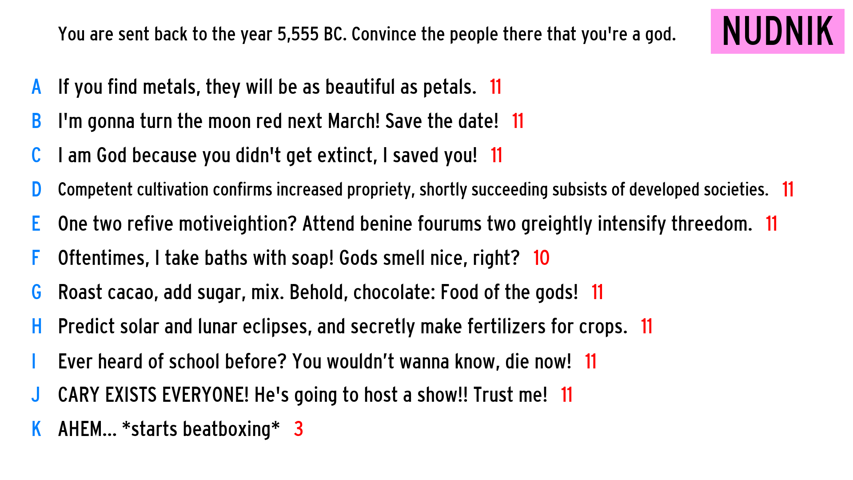 You are sent back to the year 5,555 BC. Convince the people there that you're a god.
NUDNIK
A If you find metals, they will be as beautiful as petals. 11
B I'm gonna turn the moon red next March! Save the date! 11
C I am God because you didn't get extinct, I saved you! 11
D Competent cultivation confirms increased propriety, shortly succeeding subsists of developed societies. 11
E One two refive motiveightion? Attend benine fourums two greightly intensify threedom. 11
F Oftentimes, I take baths with soap! Gods smell nice, right? 10
G Roast cacao, add sugar, mix. Behold, chocolate: Food of the gods! 11
H Predict solar and lunar eclipses, and secretly make fertilizers for crops. 11
I Ever heard of school before? You wouldn’t wanna know, die now! 11
J CARY EXISTS EVERYONE! He's going to host a show!! Trust me! 11
K AHEM... *starts beatboxing* 3